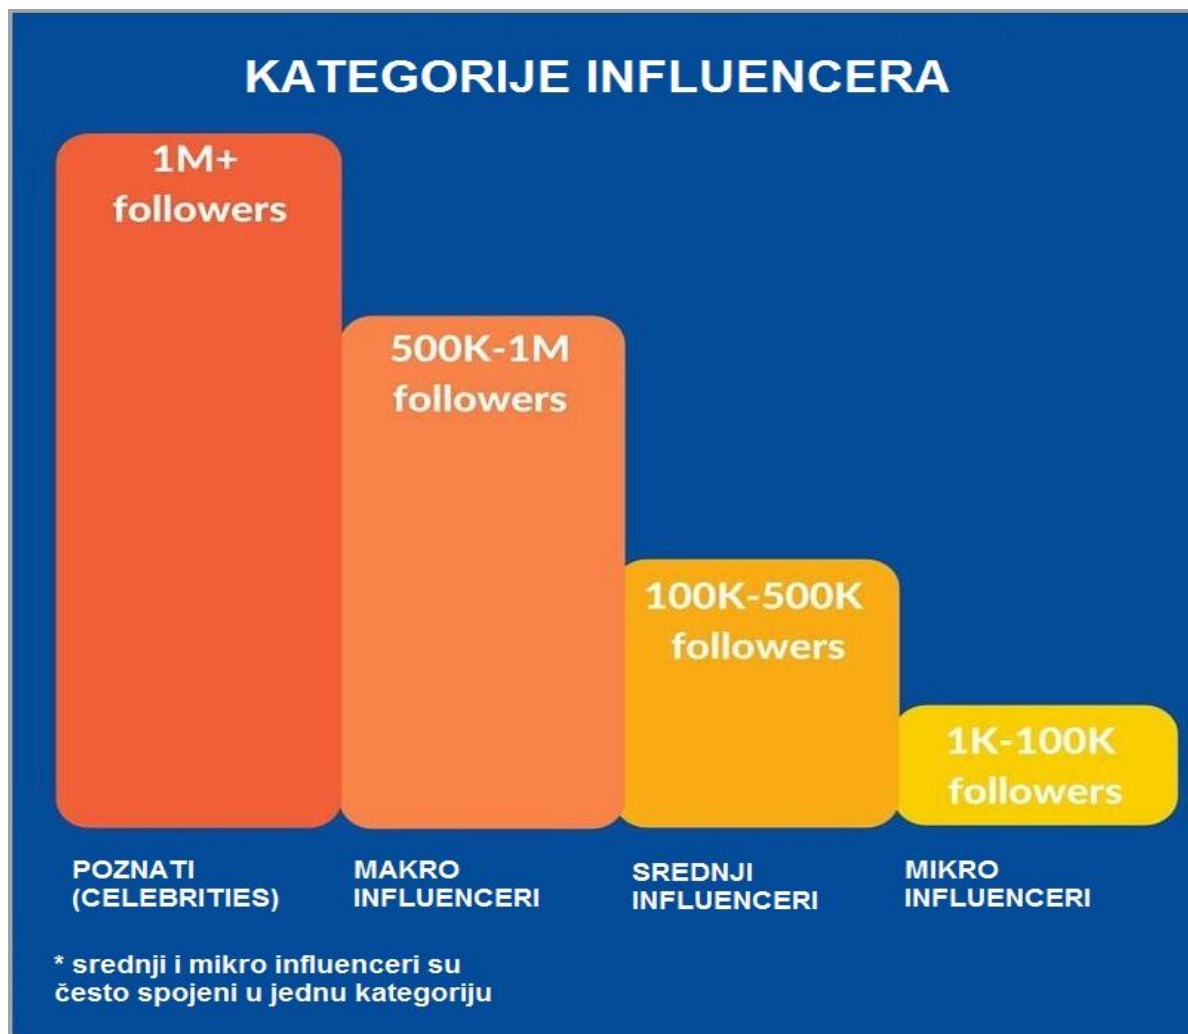 KATEGORIJE INFLUENCERA
1M+
followers
500K-1M
followers
100K-500K
followers
1K-100K
followers
POZNATI
(CELEBRITIES)
MAKRO
INFLUENCERI
SREDNJI
INFLUENCERI
MIKRO
INFLUENCERI
* srednji i mikro influenceri su
često spojeni u jednu kategoriju